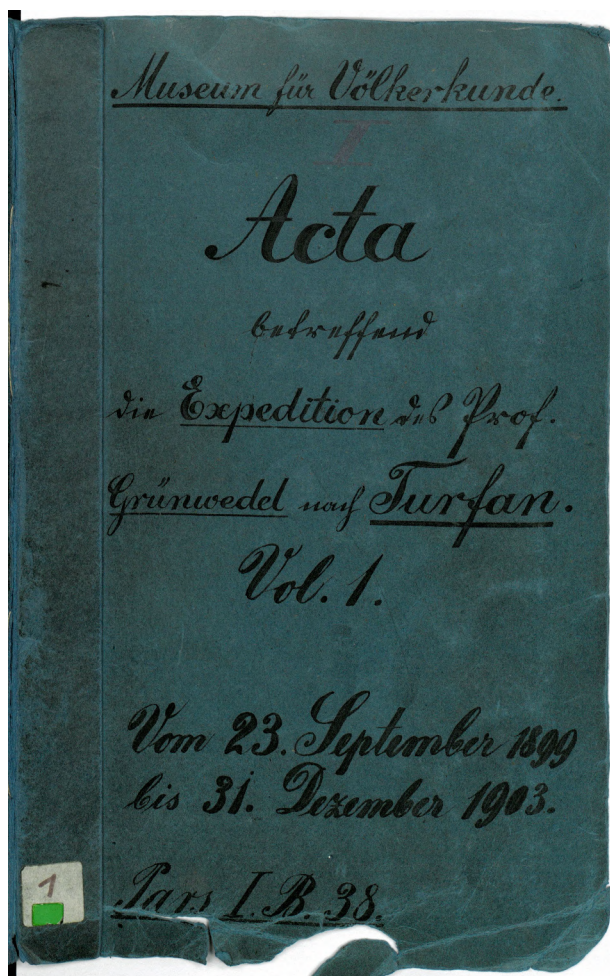 Museum für Völkerkunde.
I
Acta
betreffend
die Expedition des Prof.
Grünwedel nach Turfan.
Vol. 1.
Vom 23. September 1899
bis 31. Dezember 1903.
Pars I. B. 38.
1